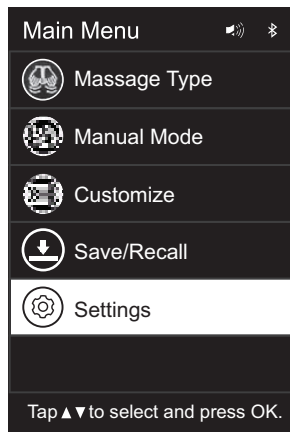 Main Menu
Massage Type
Manual Mode
Customize
Save/Recall
Settings
Tap ▲▼to select and press OK.